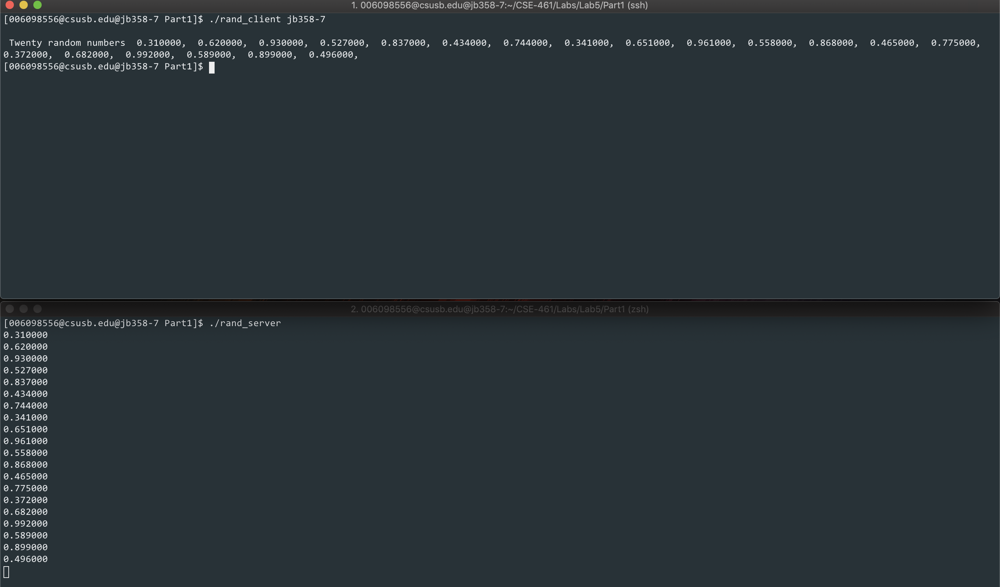 1. 006098556@csusb.edu@jb358-7:~/CSE-461/Labs/Lab5/Part1 (ssh)
[006098556@csusb.edu@jb358-7 Part1]$ ./rand_client jb358-7
Twenty random numbers  0.310000,  0.620000,  0.930000,  0.527000,  0.837000,  0.434000,  0.744000,  0.341000,  0.651000,  0.961000,  0.558000,  0.868000,  0.465000,  0.775000,
0.372000,  0.682000,  0.992000,  0.589000,  0.899000,  0.496000,
[006098556@csusb.edu@jb358-7 Part1]$
2. 006098556@csusb.edu@jb358-7:~/CSE-461/Labs/Lab5/Part1 (zsh)
[006098556@csusb.edu@jb358-7 Part1]$ ./rand_server
0.310000
0.620000
0.930000
0.527000
0.837000
0.434000
0.744000
0.341000
0.651000
0.961000
0.558000
0.868000
0.465000
0.775000
0.372000
0.682000
0.992000
0.589000
0.899000
0.496000